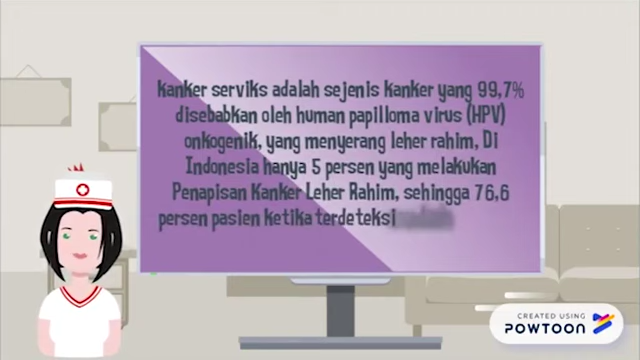 Kanker serviks adalah sejenis kanker yang 99,7%
disebabkan oleh human papilloma virus (HPV)
onkogenik, yang menyerang leher rahim, Di
Indonesia hanya 5 persen yang melakukan
Penapisan Kanker Leher Rahim, sehingga 76,6
persen pasien ketika terdeteksi
CREATED USING
POWTOON